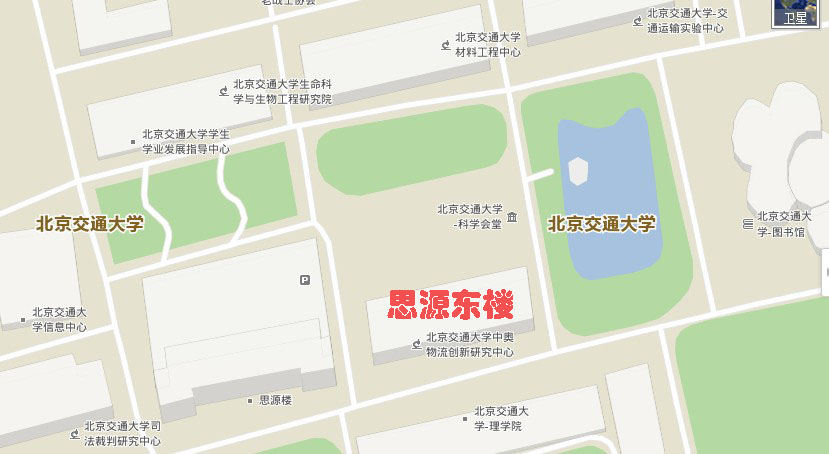 老战士协会
北京交通大学-交
通运输实验中心
卫星
北京交通大学
材料工程中心
北京交通大学生命科
学与生物工程研究院
北京交通大学学生
学业发展指导中心
北京交通大学
北京交通大学
-科学会堂
北京交通大学
北京交通大
学-图书馆
P
思源东楼
北京交通大
学信息中心
北京交通大学中奥
物流创新研究中心
思源楼
北京交通大
学-理学院
北京交通大学司
法裁判研究中心